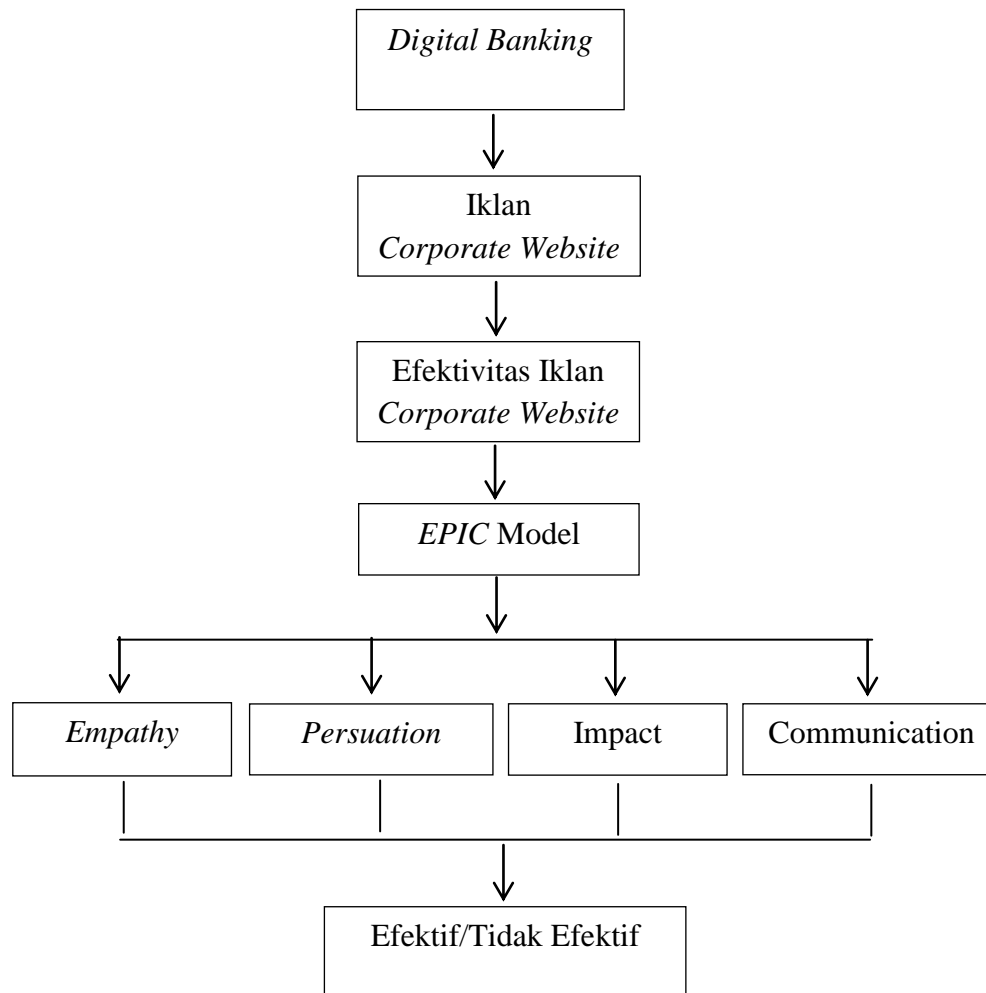 Digital Banking
Iklan
Corporate Website
Efektivitas Iklan
Corporate Website
EPIC Model
Empathy
Persuation
Impact
Communication
Efektif/Tidak Efektif